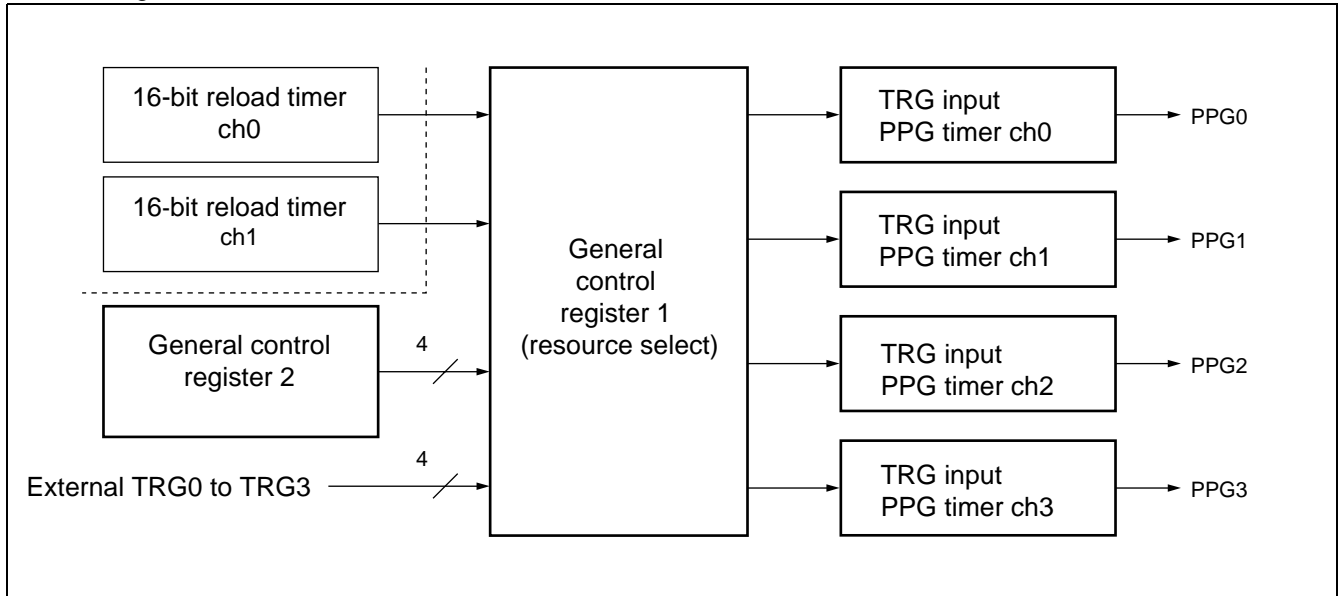 16-bit reload timer
ch0
16-bit reload timer
ch1
General control
register 2
4
External TRG0 to TRG3
4
General
control
register 1
(resource select)
TRG input
PPG timer ch0
PPG0
TRG input
PPG timer ch1
PPG1
TRG input
PPG timer ch2
PPG2
TRG input
PPG timer ch3
PPG3